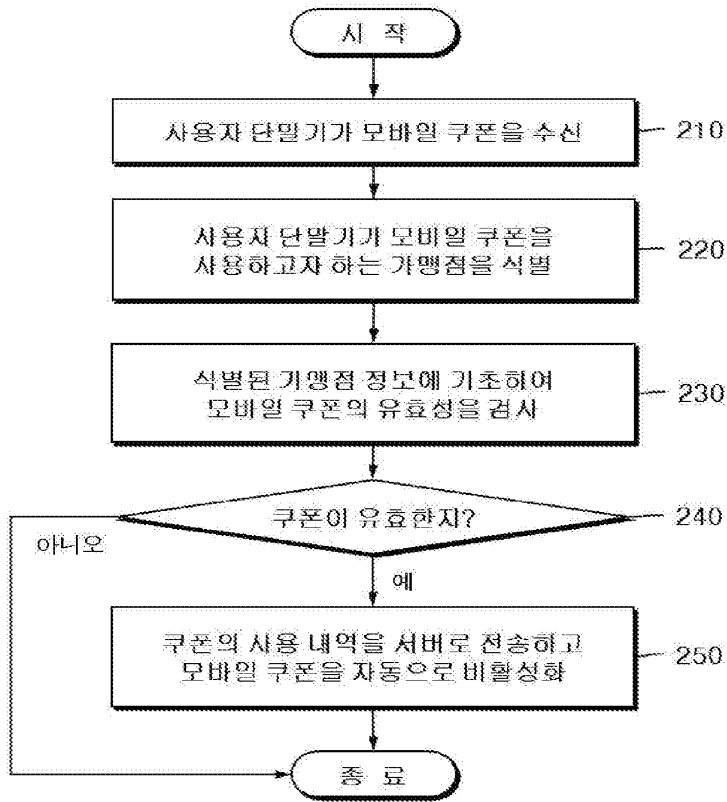 시 작
사용자 단말기가 모바일 쿠폰을 수신
210
사용자 단말기가 모바일 쿠폰을
사용하고자 하는 가맹점을 식별
220
식별된 가맹점 정보에 기초하여
모바일 쿠폰의 유효성을 검사
230
쿠폰이 유효한지?
240
아니오
예
쿠폰의 사용 내역을 서버로 전송하고
모바일 쿠폰을 자동으로 비활성화
250
종 료